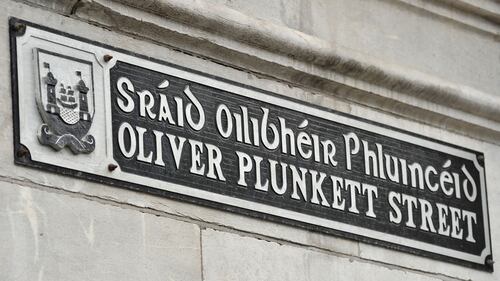 Sráid Oilibhéir Phluincéid
OLIVER PLUNKETT STREET